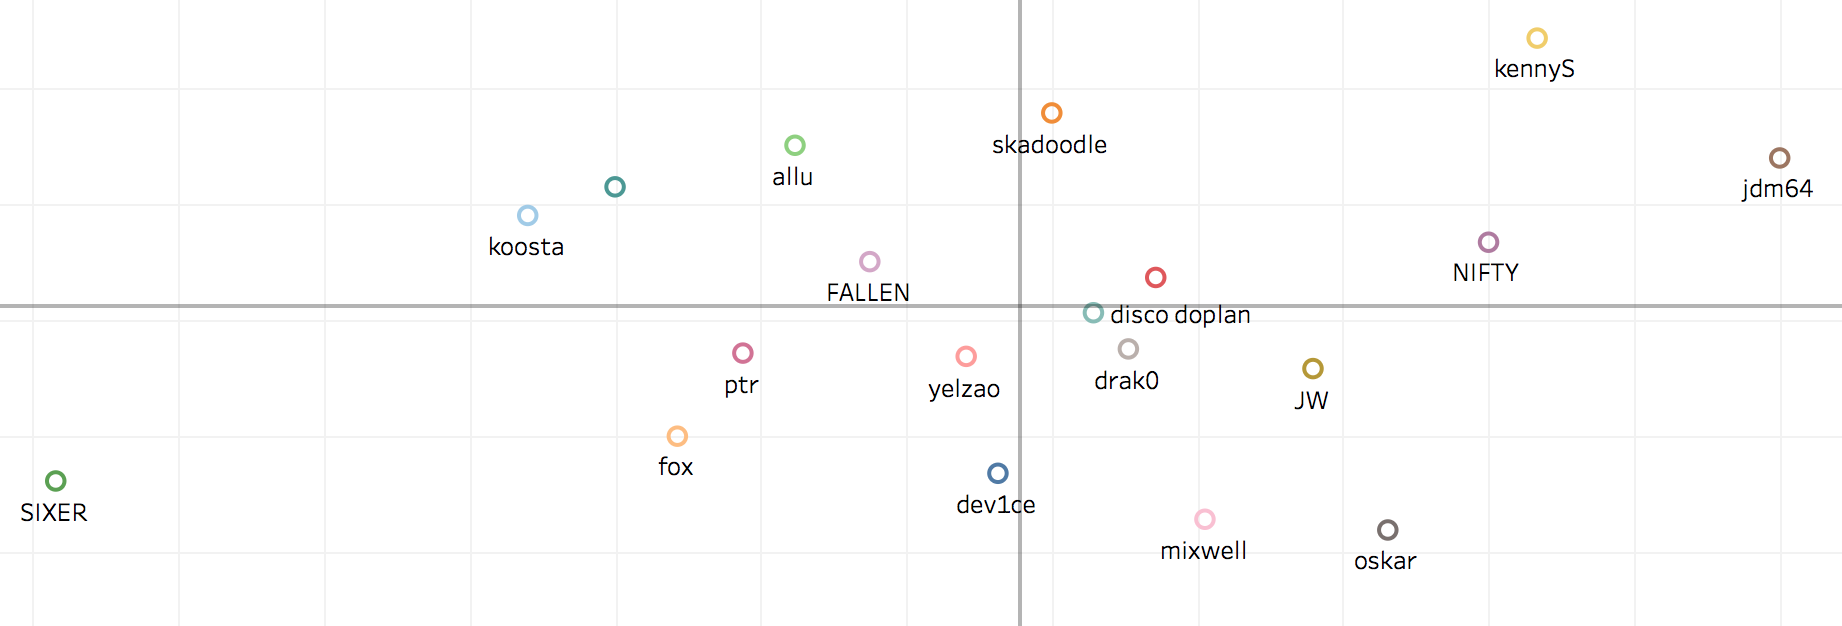 kennyS
skadoodle
allu
jdm64
koosta
NIFTY
FALLEN
disco doplan
drak0
ptr
yelzao
JW
fox
dev1ce
SIXER
mixwell
oskar